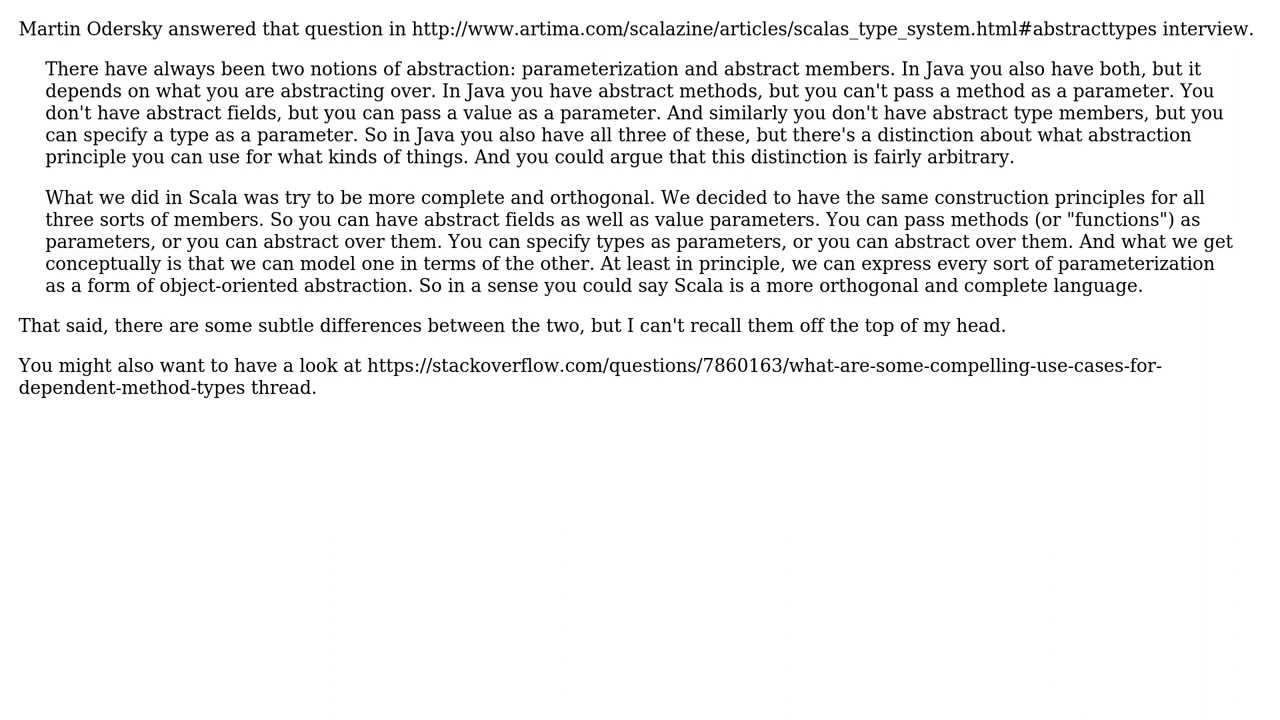 Martin Odersky answered that question in http://www.artima.com/scalazine/articles/scalas_type_system.html#abstracttypes interview.
There have always been two notions of abstraction: parameterization and abstract members. In Java you also have both, but it
depends on what you are abstracting over. In Java you have abstract methods, but you can't pass a method as a parameter. You
don't have abstract fields, but you can pass a value as a parameter. And similarly you don't have abstract type members, but you
can specify a type as a parameter. So in Java you also have all three of these, but there's a distinction about what abstraction
principle you can use for what kinds of things. And you could argue that this distinction is fairly arbitrary.
What we did in Scala was try to be more complete and orthogonal. We decided to have the same construction principles for all
three sorts of members. So you can have abstract fields as well as value parameters. You can pass methods (or "functions") as
parameters, or you can abstract over them. You can specify types as parameters, or you can abstract over them. And what we get
conceptually is that we can model one in terms of the other. At least in principle, we can express every sort of parameterization
as a form of object-oriented abstraction. So in a sense you could say Scala is a more orthogonal and complete language.
That said, there are some subtle differences between the two, but I can't recall them off the top of my head.
You might also want to have a look at https://stackoverflow.com/questions/7860163/what-are-some-compelling-use-cases-for-
dependent-method-types thread.